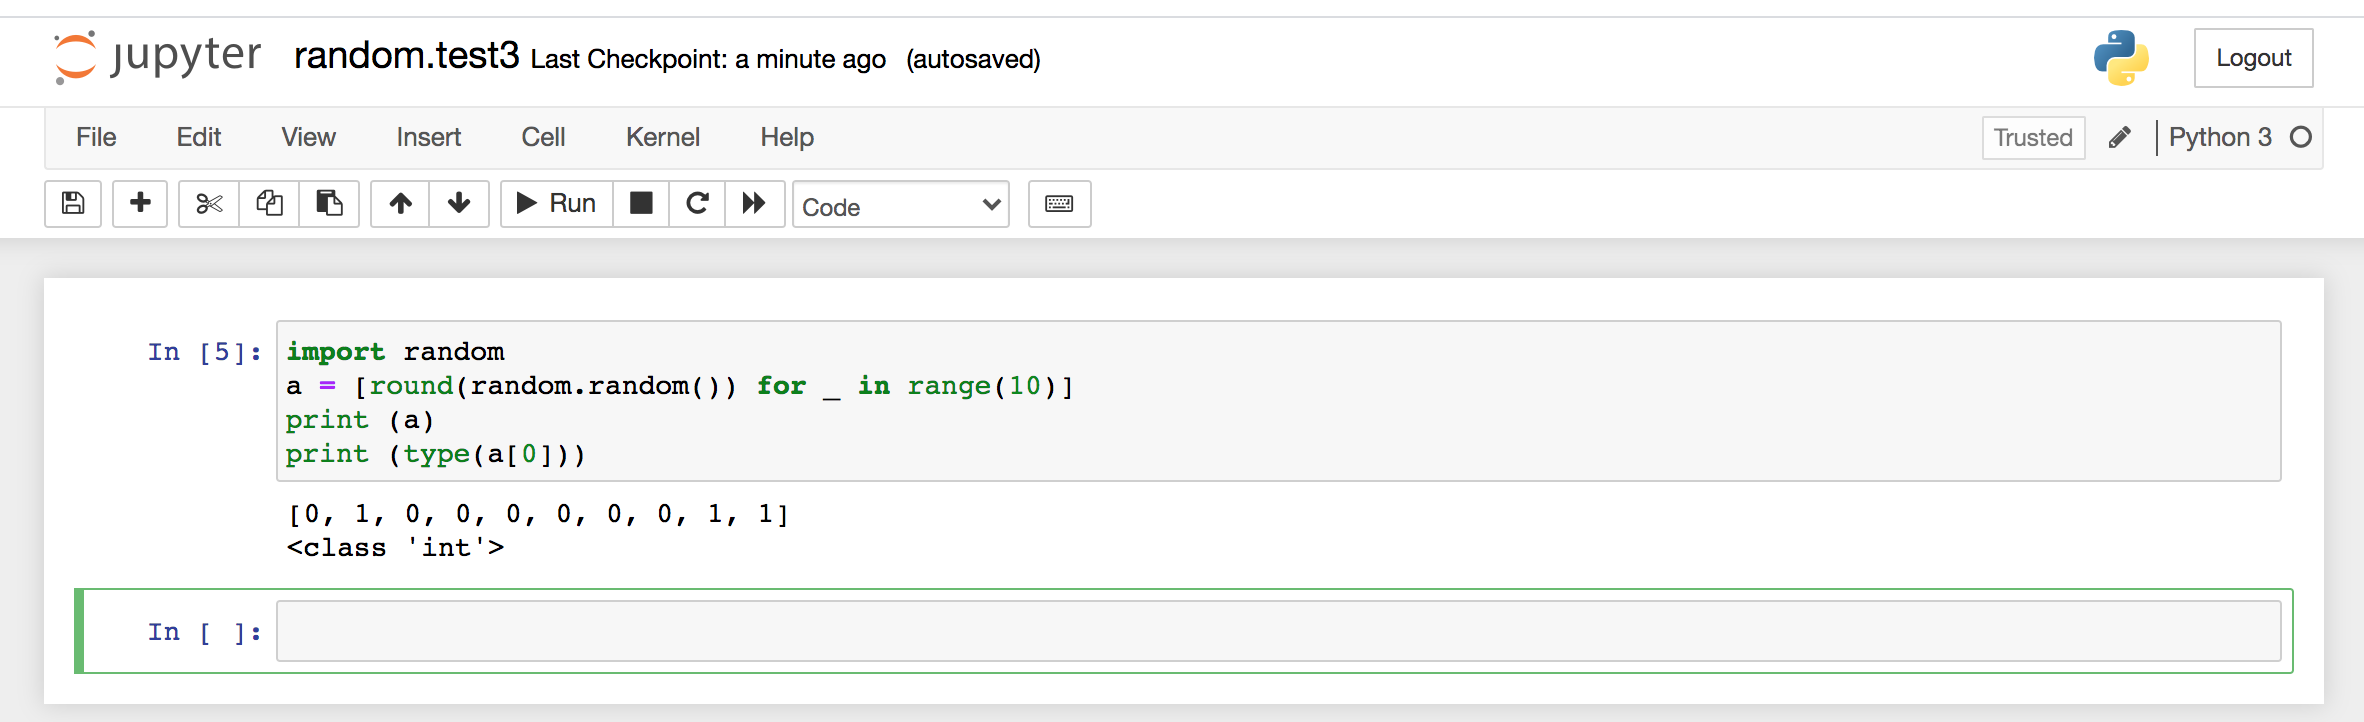 jupyter random.test3 Last Checkpoint: a minute ago (autosaved) Logout
File Edit View Insert Cell Kernel Help Trusted Python 3
Run Code
In [5]: import random
a = [round(random.random()) for _ in range(10)]
print (a)
print (type(a[0]))
[0, 1, 0, 0, 0, 0, 0, 0, 1, 1]
<class 'int'>
In [ ]: